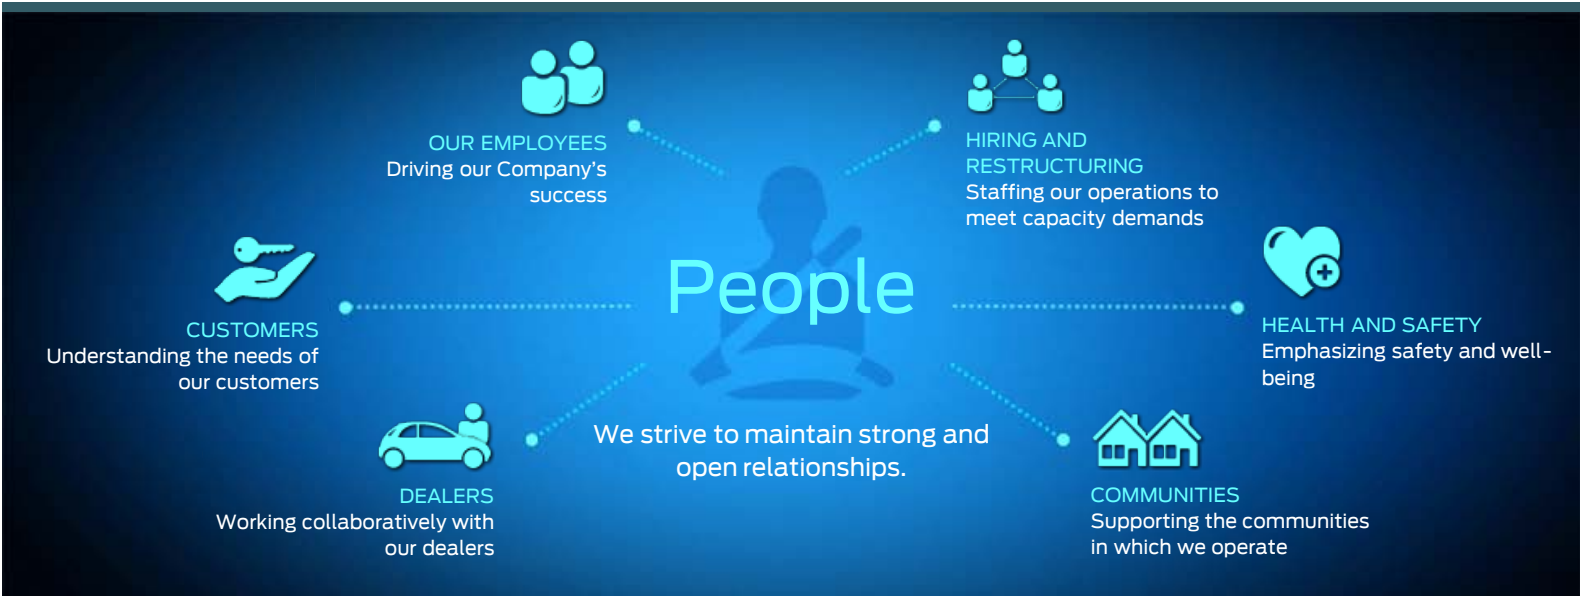 OUR EMPLOYEES
Driving our Company’s
success
HIRING AND
RESTRUCTURING
Staffing our operations to
meet capacity demands
CUSTOMERS
Understanding the needs of
our customers
People
HEALTH AND SAFETY
Emphasizing safety and well-
being
We strive to maintain strong and
open relationships.
DEALERS
Working collaboratively with
our dealers
COMMUNITIES
Supporting the communities
in which we operate